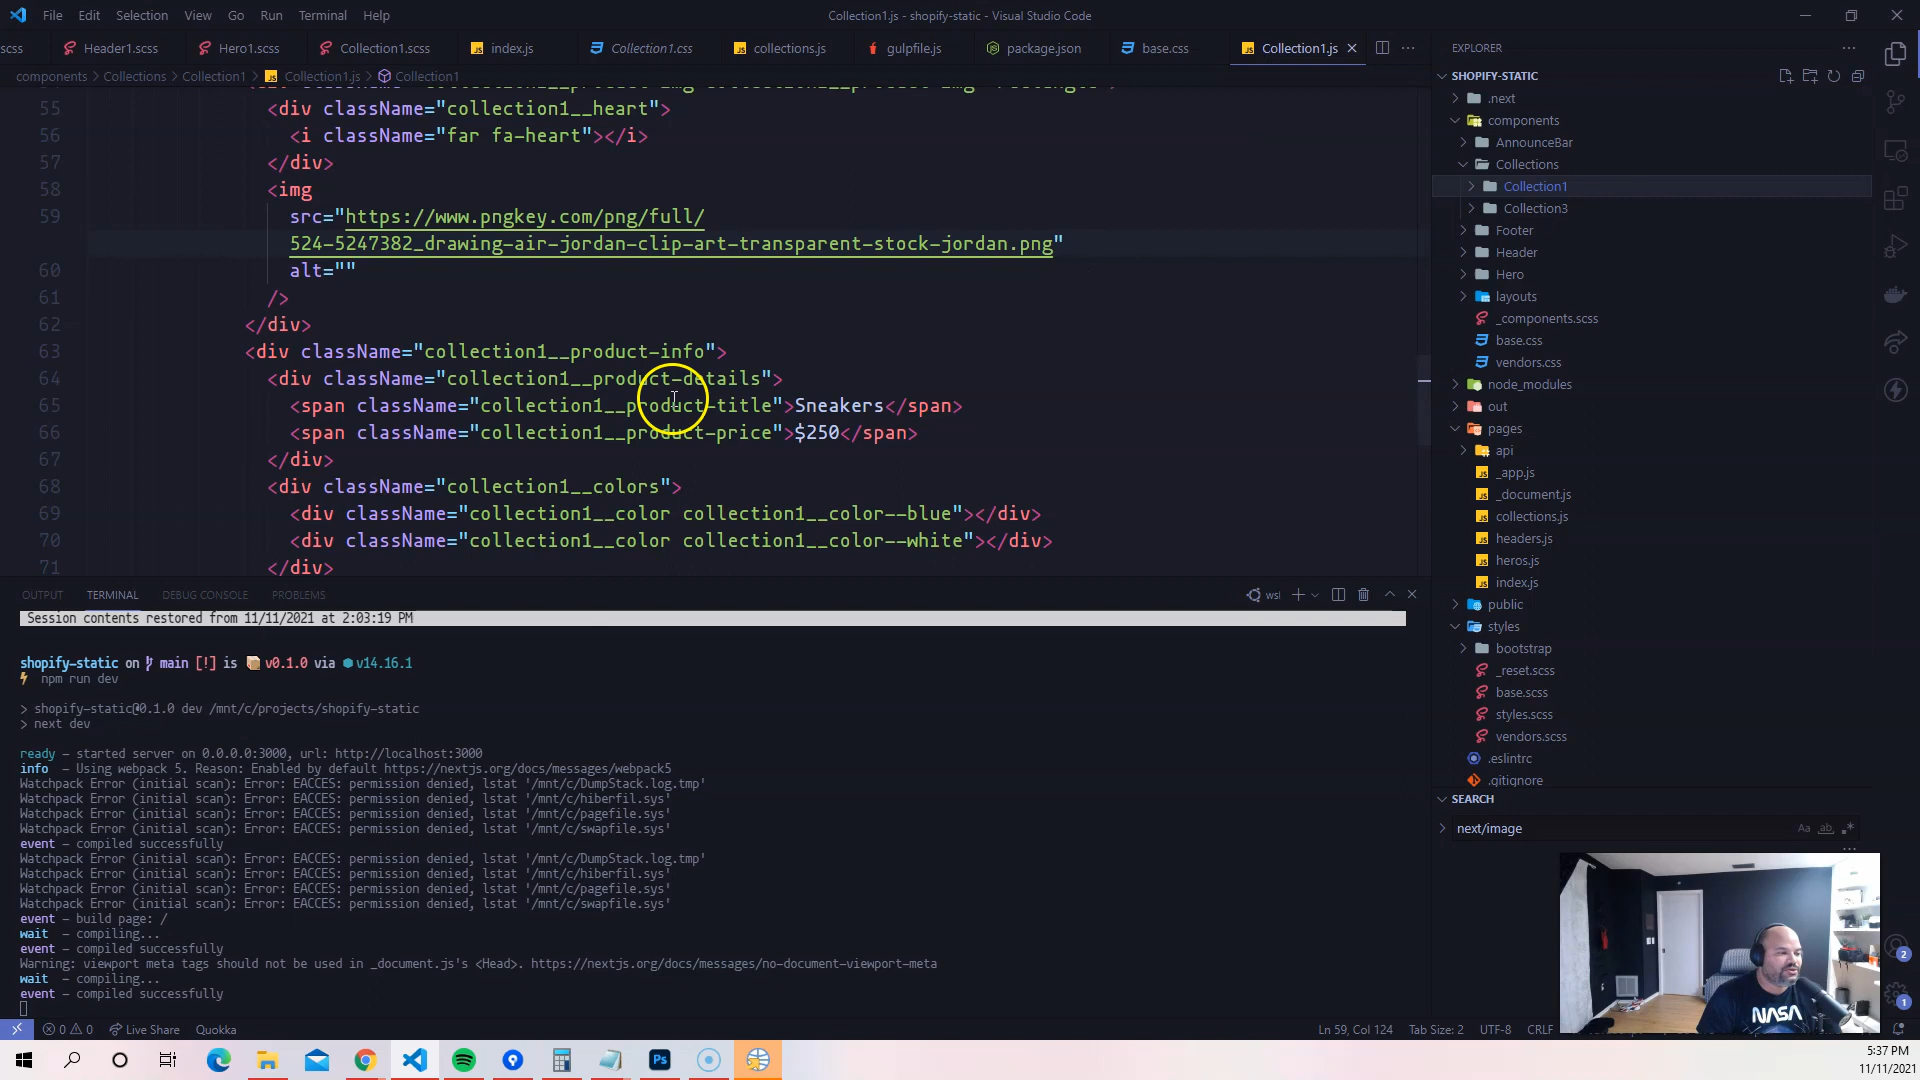 File Edit Selection View Go Run Terminal Help
Collection1.js - shopify-static - Visual Studio Code
scss Header1.scss Hero1.scss Collection1.scss index.js Collection1.css collections.js gulpfile.js package.json base.css Collection1.js
components > Collections > Collection1 > Collection1.js > Collection1
55 <div className="collection1__heart">
56 <i className="far fa-heart"></i>
57 </div>
58 <img
59 src="https://www.pngkey.com/png/full/
524-5247382_drawing-air-jordan-clip-art-transparent-stock-jordan.png"
60 alt=""
61 />
62 </div>
63 <div className="collection1__product-info">
64 <div className="collection1__product-details">
65 <span className="collection1__product-title">Sneakers</span>
66 <span className="collection1__product-price">$250</span>
67 </div>
68 <div className="collection1__colors">
69 <div className="collection1__color collection1__color--blue"></div>
70 <div className="collection1__color collection1__color--white"></div>
71 </div>
OUTPUT TERMINAL DEBUG CONSOLE PROBLEMS
wsl
Session contents restored from 11/11/2021 at 2:03:19 PM
shopify-static on main [!] is v0.1.0 via v14.16.1
npm run dev
> shopify-static@0.1.0 dev /mnt/c/projects/shopify-static
> next dev
ready - started server on 0.0.0.0:3000, url: http://localhost:3000
info - Using webpack 5. Reason: Enabled by default https://nextjs.org/docs/messages/webpack5
Watchpack Error (initial scan): Error: EACCES: permission denied, lstat '/mnt/c/DumpStack.log.tmp'
Watchpack Error (initial scan): Error: EACCES: permission denied, lstat '/mnt/c/hiberfil.sys'
Watchpack Error (initial scan): Error: EACCES: permission denied, lstat '/mnt/c/pagefile.sys'
Watchpack Error (initial scan): Error: EACCES: permission denied, lstat '/mnt/c/swapfile.sys'
event - compiled successfully
Watchpack Error (initial scan): Error: EACCES: permission denied, lstat '/mnt/c/DumpStack.log.tmp'
Watchpack Error (initial scan): Error: EACCES: permission denied, lstat '/mnt/c/hiberfil.sys'
Watchpack Error (initial scan): Error: EACCES: permission denied, lstat '/mnt/c/pagefile.sys'
Watchpack Error (initial scan): Error: EACCES: permission denied, lstat '/mnt/c/swapfile.sys'
event - build page: /
wait - compiling...
event - compiled successfully
Warning: viewport meta tags should not be used in _document.js's <Head>. https://nextjs.org/docs/messages/no-document-viewport-meta
wait - compiling...
event - compiled successfully
0 0 Live Share Quokka
Ln 59, Col 124 Tab Size: 2 UTF-8 CRLF
EXPLORER
SHOPIFY-STATIC
.next
components
AnnounceBar
Collections
Collection1
Collection3
Footer
Header
Hero
layouts
_components.scss
base.css
vendors.css
node_modules
out
pages
api
_app.js
_document.js
collections.js
headers.js
heros.js
index.js
public
styles
bootstrap
_reset.scss
base.scss
styles.scss
vendors.scss
.eslintrc
.gitignore
SEARCH
next/image
Aa ab
NASA
2
1
Ps
5:37 PM
11/11/2021